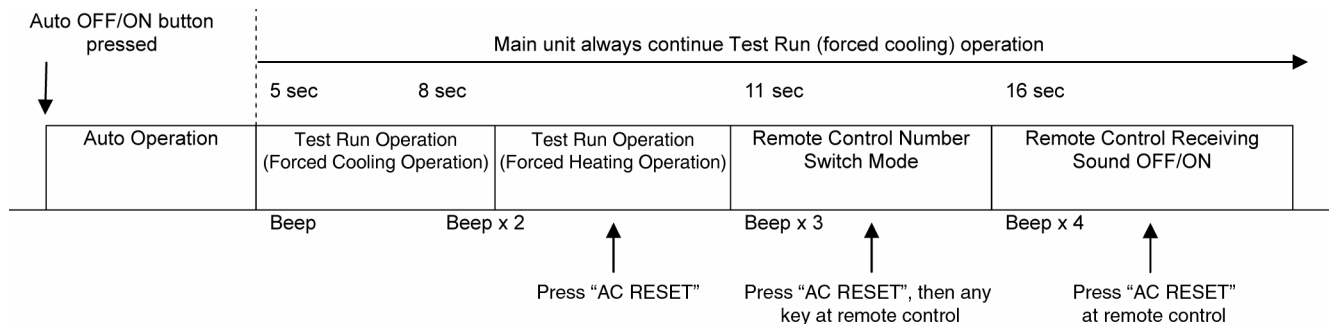 Auto OFF/ON button
pressed
Main unit always continue Test Run (forced cooling) operation
5 sec
8 sec
11 sec
16 sec
Auto Operation
Test Run Operation
(Forced Cooling Operation)
Test Run Operation
(Forced Heating Operation)
Remote Control Number
Switch Mode
Remote Control Receiving
Sound OFF/ON
Beep
Beep x 2
Beep x 3
Beep x 4
Press “AC RESET”
Press “AC RESET”, then any
key at remote control
Press “AC RESET”
at remote control